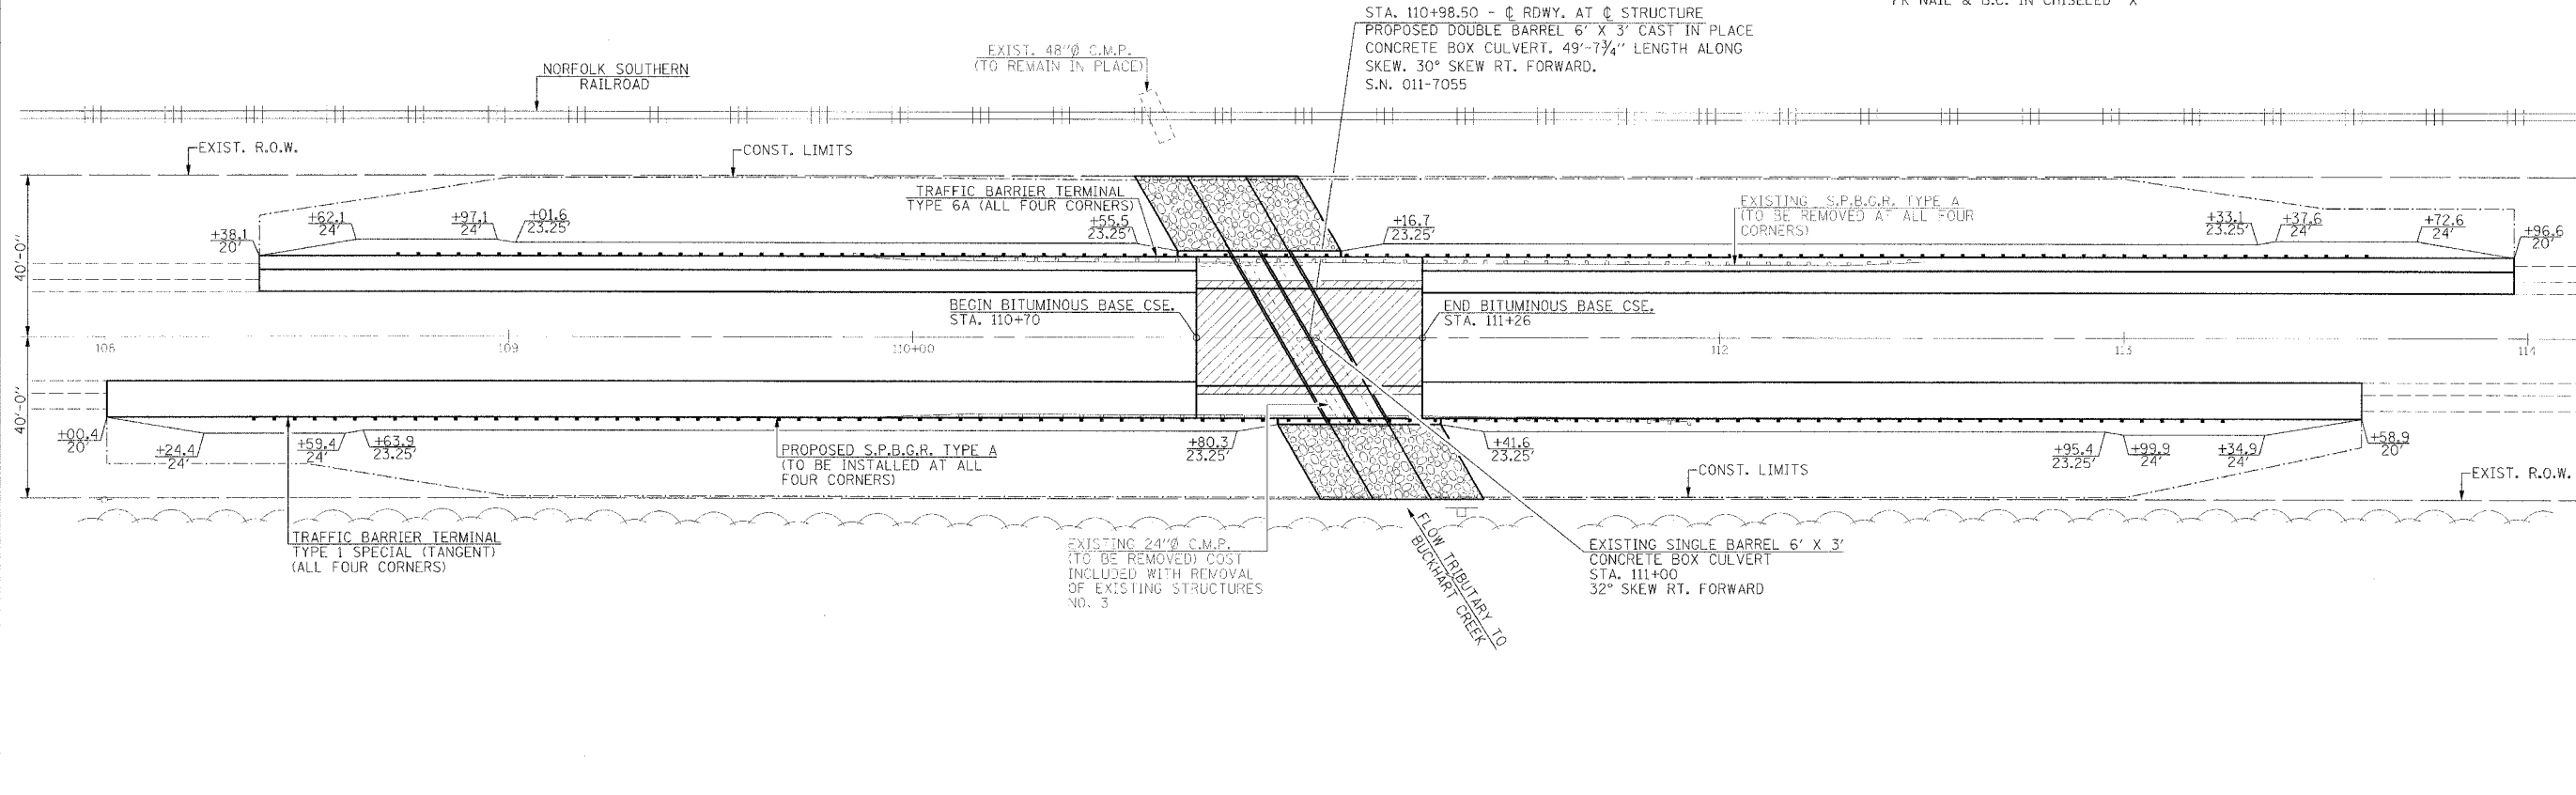 PK NAIL & B.C. IN CHISELED "X"
STA. 110+98.50 - ℄ RDWY. AT ℄ STRUCTURE
PROPOSED DOUBLE BARREL 6' X 3' CAST IN PLACE
CONCRETE BOX CULVERT. 49'-7¾" LENGTH ALONG
SKEW. 30° SKEW RT. FORWARD.
S.N. 011-7055
EXIST. 48"Ø C.M.P.
(TO REMAIN IN PLACE)
NORFOLK SOUTHERN
RAILROAD
EXIST. R.O.W.
CONST. LIMITS
TRAFFIC BARRIER TERMINAL
TYPE 6A (ALL FOUR CORNERS)
EXISTING S.P.B.G.R. TYPE A
(TO BE REMOVED AT ALL FOUR
CORNERS)
+38.1
20'
+62.1
24'
+97.1
24'
+01.6
23.25'
+55.5
23.25'
+16.7
23.25'
+33.1
23.25'
+37.6
24'
+72.6
24'
+96.6
20'
40'-0"
BEGIN BITUMINOUS BASE CSE.
STA. 110+70
END BITUMINOUS BASE CSE.
STA. 111+26
108
109
110+00
112
113
114
40'-0"
+00.4
20'
+24.4
24'
+59.4
24'
+63.9
23.25'
PROPOSED S.P.B.G.R. TYPE A
(TO BE INSTALLED AT ALL
FOUR CORNERS)
+80.3
23.25'
+41.6
23.25'
+95.4
23.25'
+99.9
24'
+34.9
24'
+58.9
20'
CONST. LIMITS
EXIST. R.O.W.
TRAFFIC BARRIER TERMINAL
TYPE 1 SPECIAL (TANGENT)
(ALL FOUR CORNERS)
EXISTING 24"Ø C.M.P.
(TO BE REMOVED) COST
INCLUDED WITH REMOVAL
OF EXISTING STRUCTURES
NO. 3
FLOW TRIBUTARY TO
BUCKHART CREEK
EXISTING SINGLE BARREL 6' X 3'
CONCRETE BOX CULVERT
STA. 111+00
32° SKEW RT. FORWARD